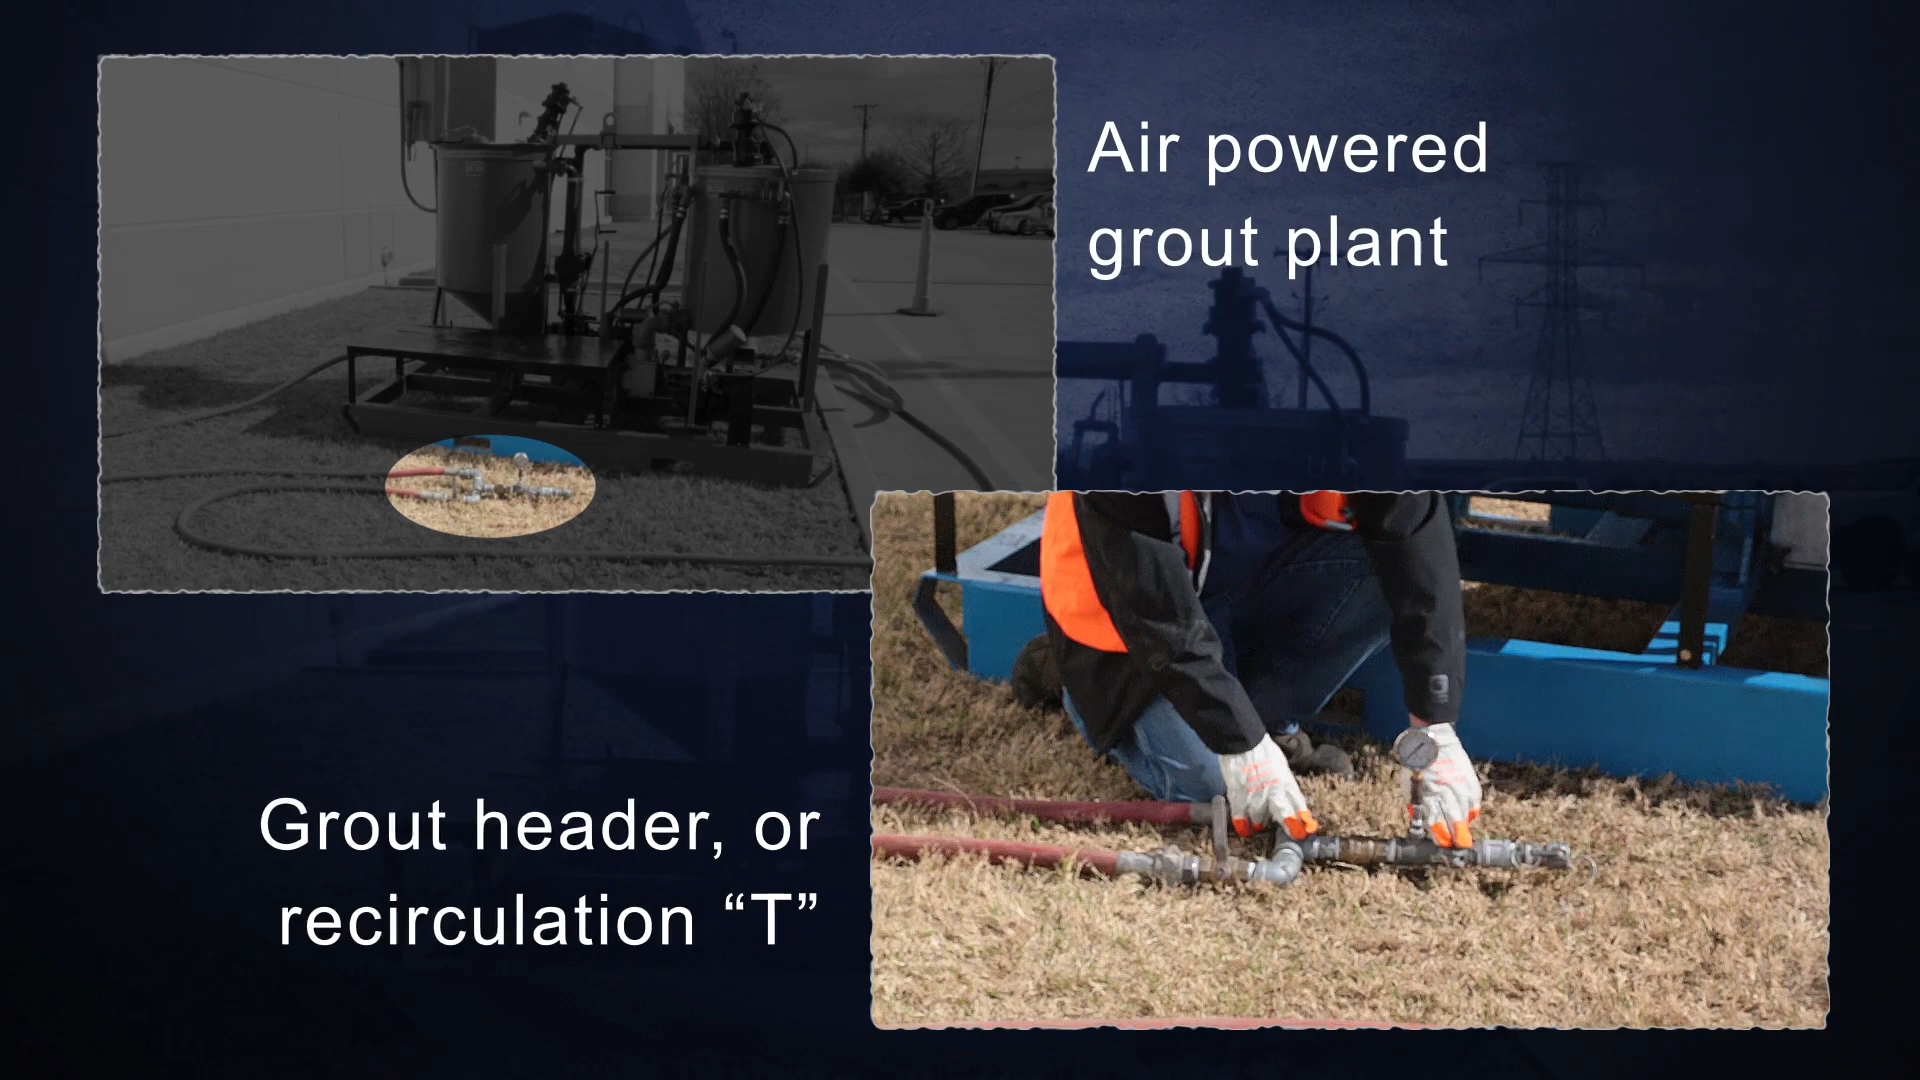 Air powered
grout plant
Grout header, or
recirculation “T”